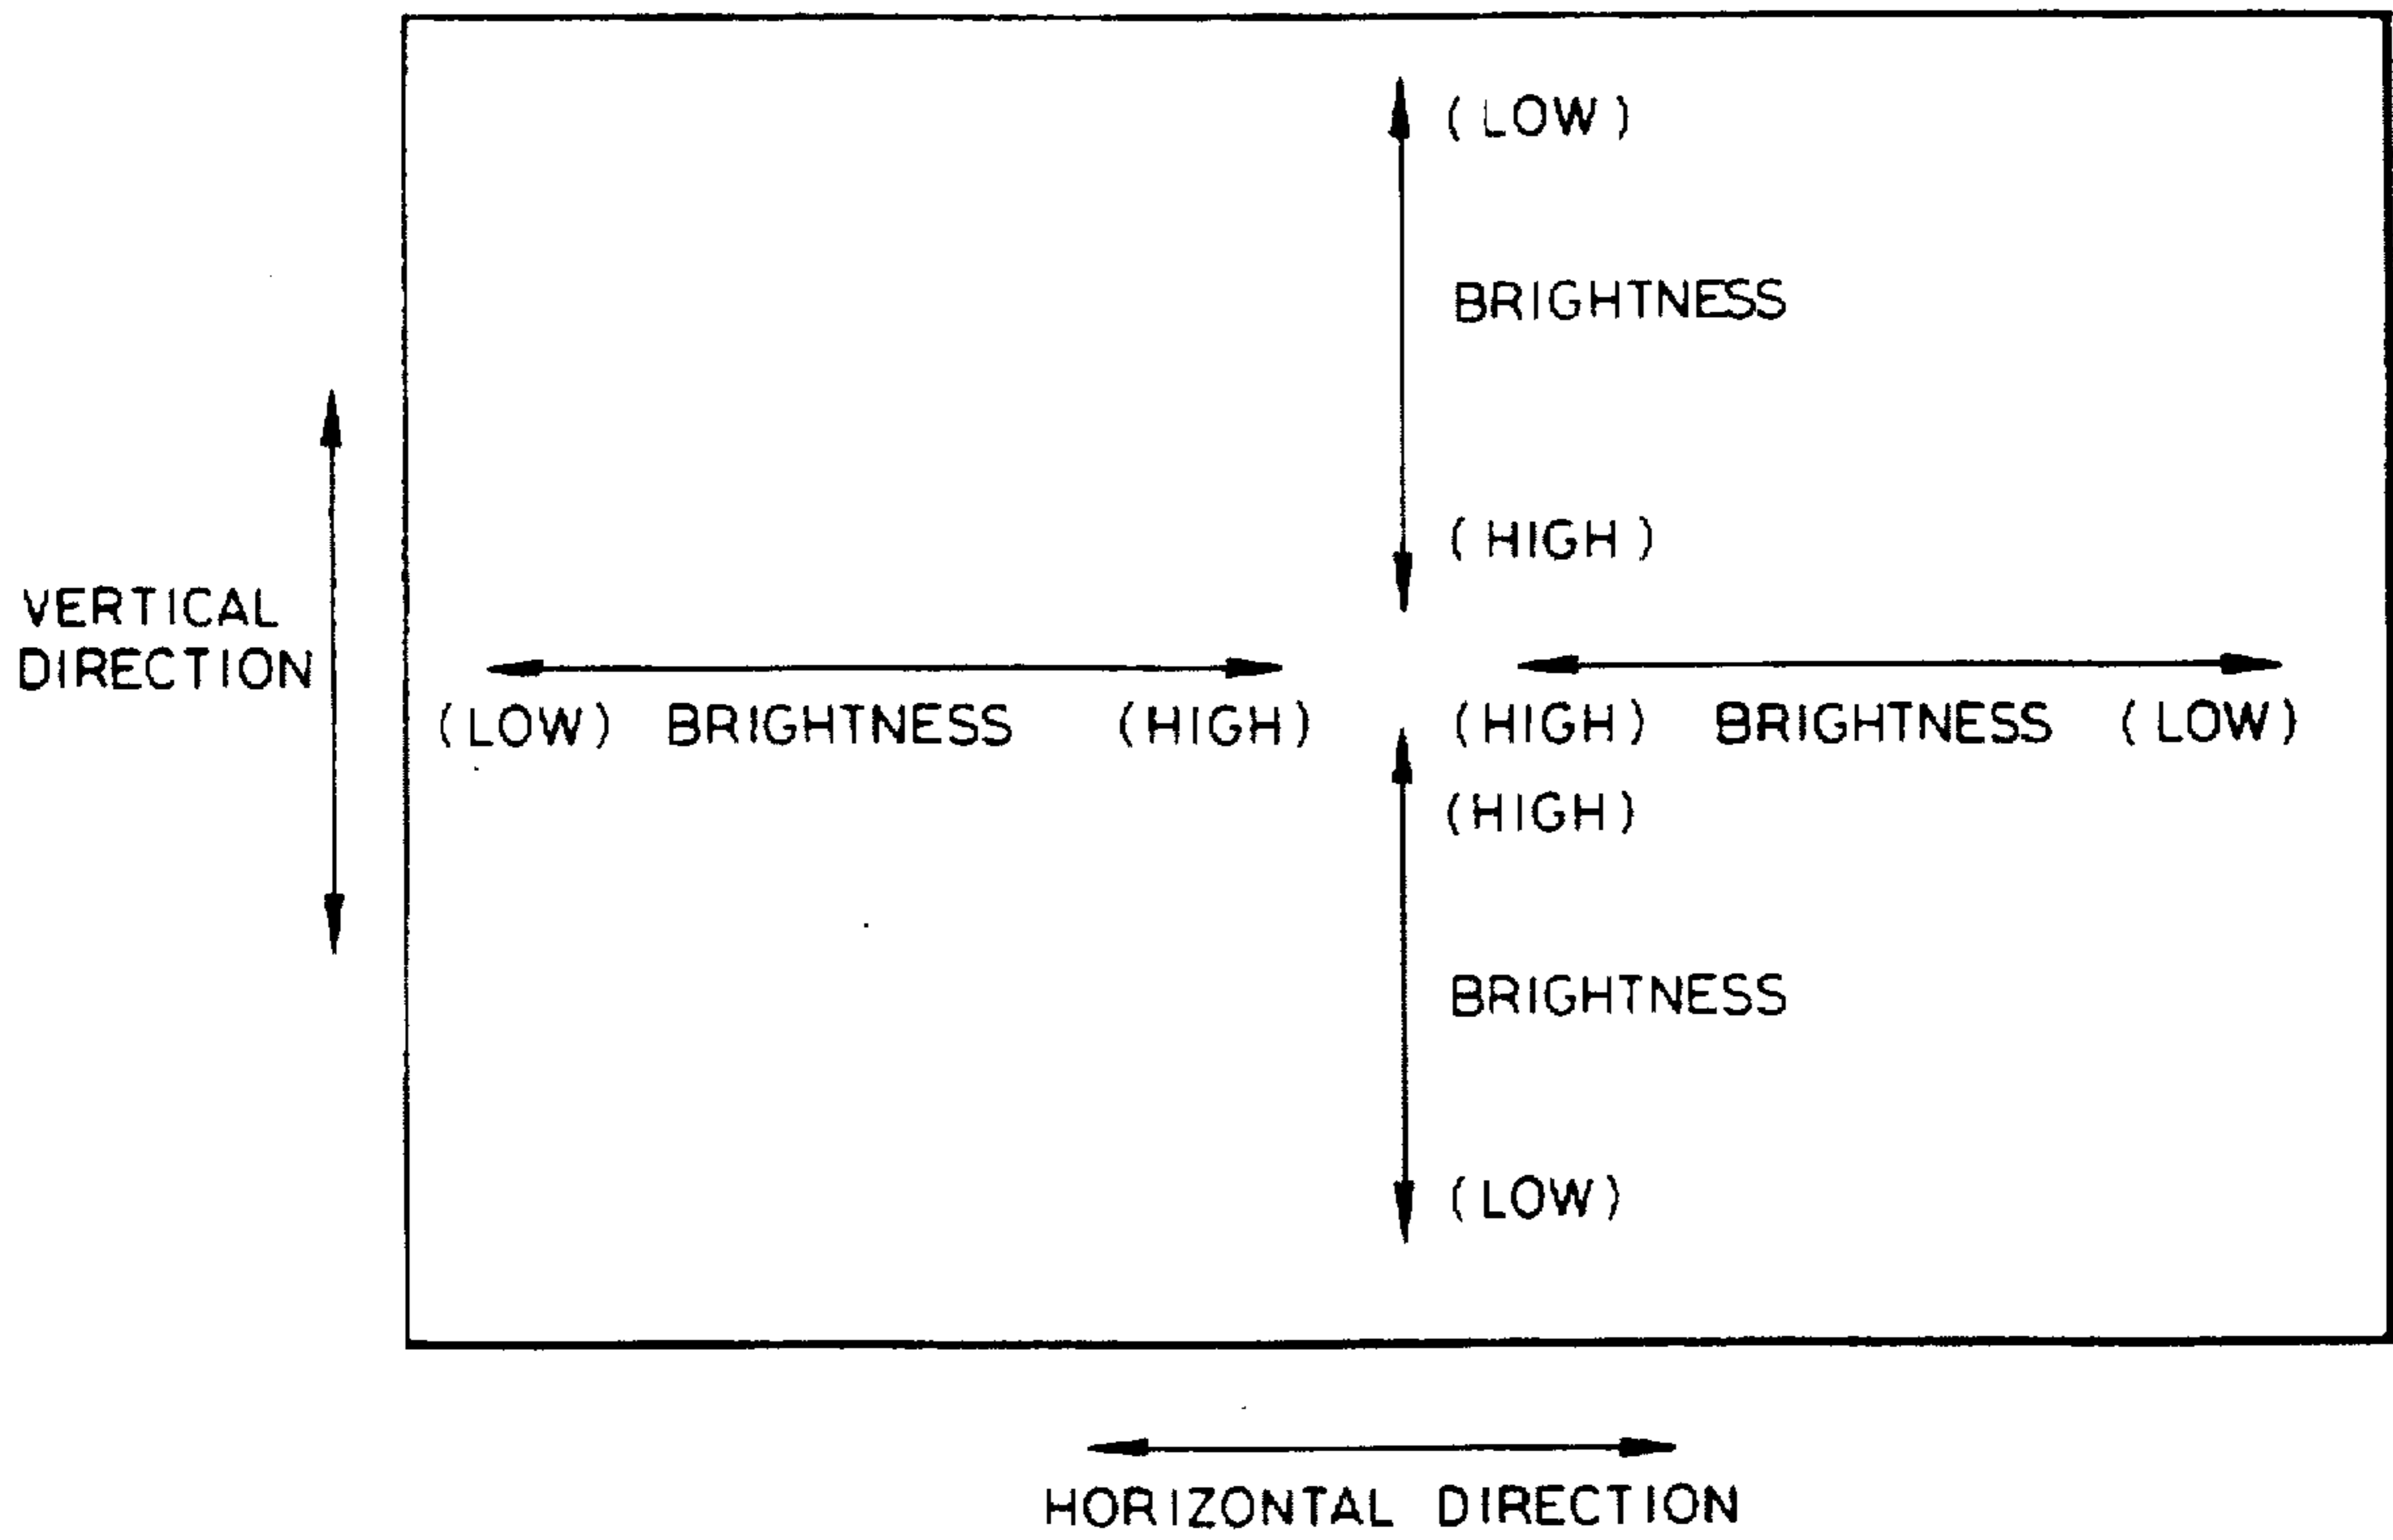 (LOW)
BRIGHTNESS
(HIGH)
VERTICAL
DIRECTION
(LOW) BRIGHTNESS (HIGH) (HIGH) BRIGHTNESS (LOW)
(HIGH)
BRIGHTNESS
(LOW)
HORIZONTAL DIRECTION